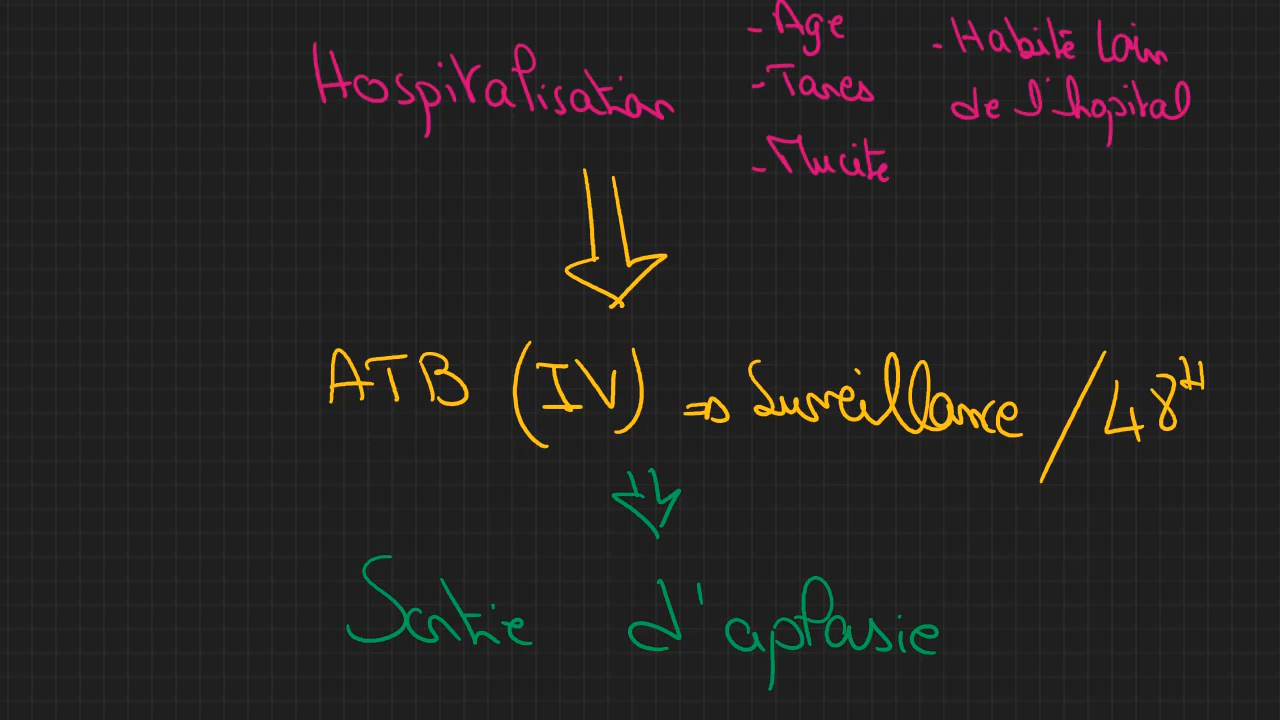 Hospitalisation
- Age
- Tares
- Mucite
- Habite loin
de l'hopital
ATB (IV) ⇒ Surveillance / 48H
Sortie d'aplasie